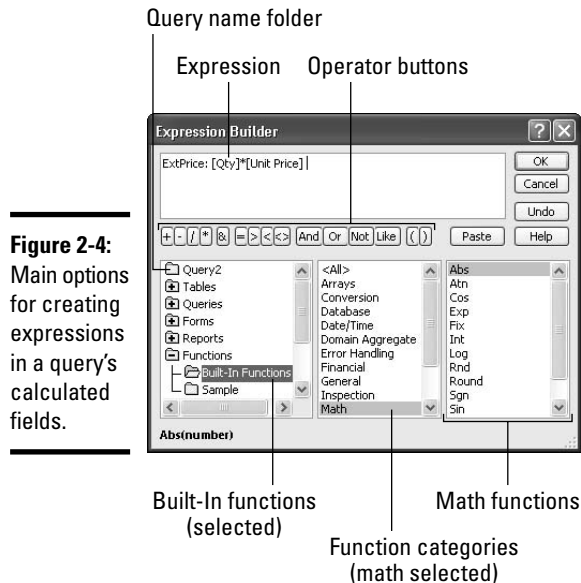 Query name folder
Expression
Operator buttons
Expression Builder
ExtPrice: [Qty]*[Unit Price]
OK
Cancel
Undo
+ - / * & = > < <> And Or Not Like ( ) Paste Help
Figure 2-4:
Main options
for creating
expressions
in a query's
calculated
fields.
Query2
Tables
Queries
Forms
Reports
Functions
Built-In Functions
Sample
<All>
Arrays
Conversion
Database
Date/Time
Domain Aggregate
Error Handling
Financial
General
Inspection
Math
Abs
Atn
Cos
Exp
Fix
Int
Log
Rnd
Round
Sgn
Sin
Abs(number)
Built-In functions
(selected)
Math functions
Function categories
(math selected)